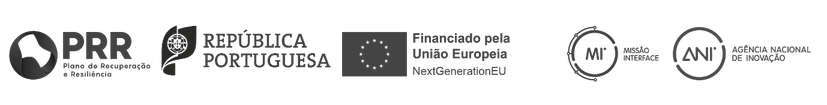 PRR
Plano de Recuperação
e Resiliência
REPÚBLICA
PORTUGUESA
Financiado pela
União Europeia
NextGenerationEU
MI
MISSÃO
INTERFACE
ANI
AGÊNCIA NACIONAL
DE INOVAÇÃO